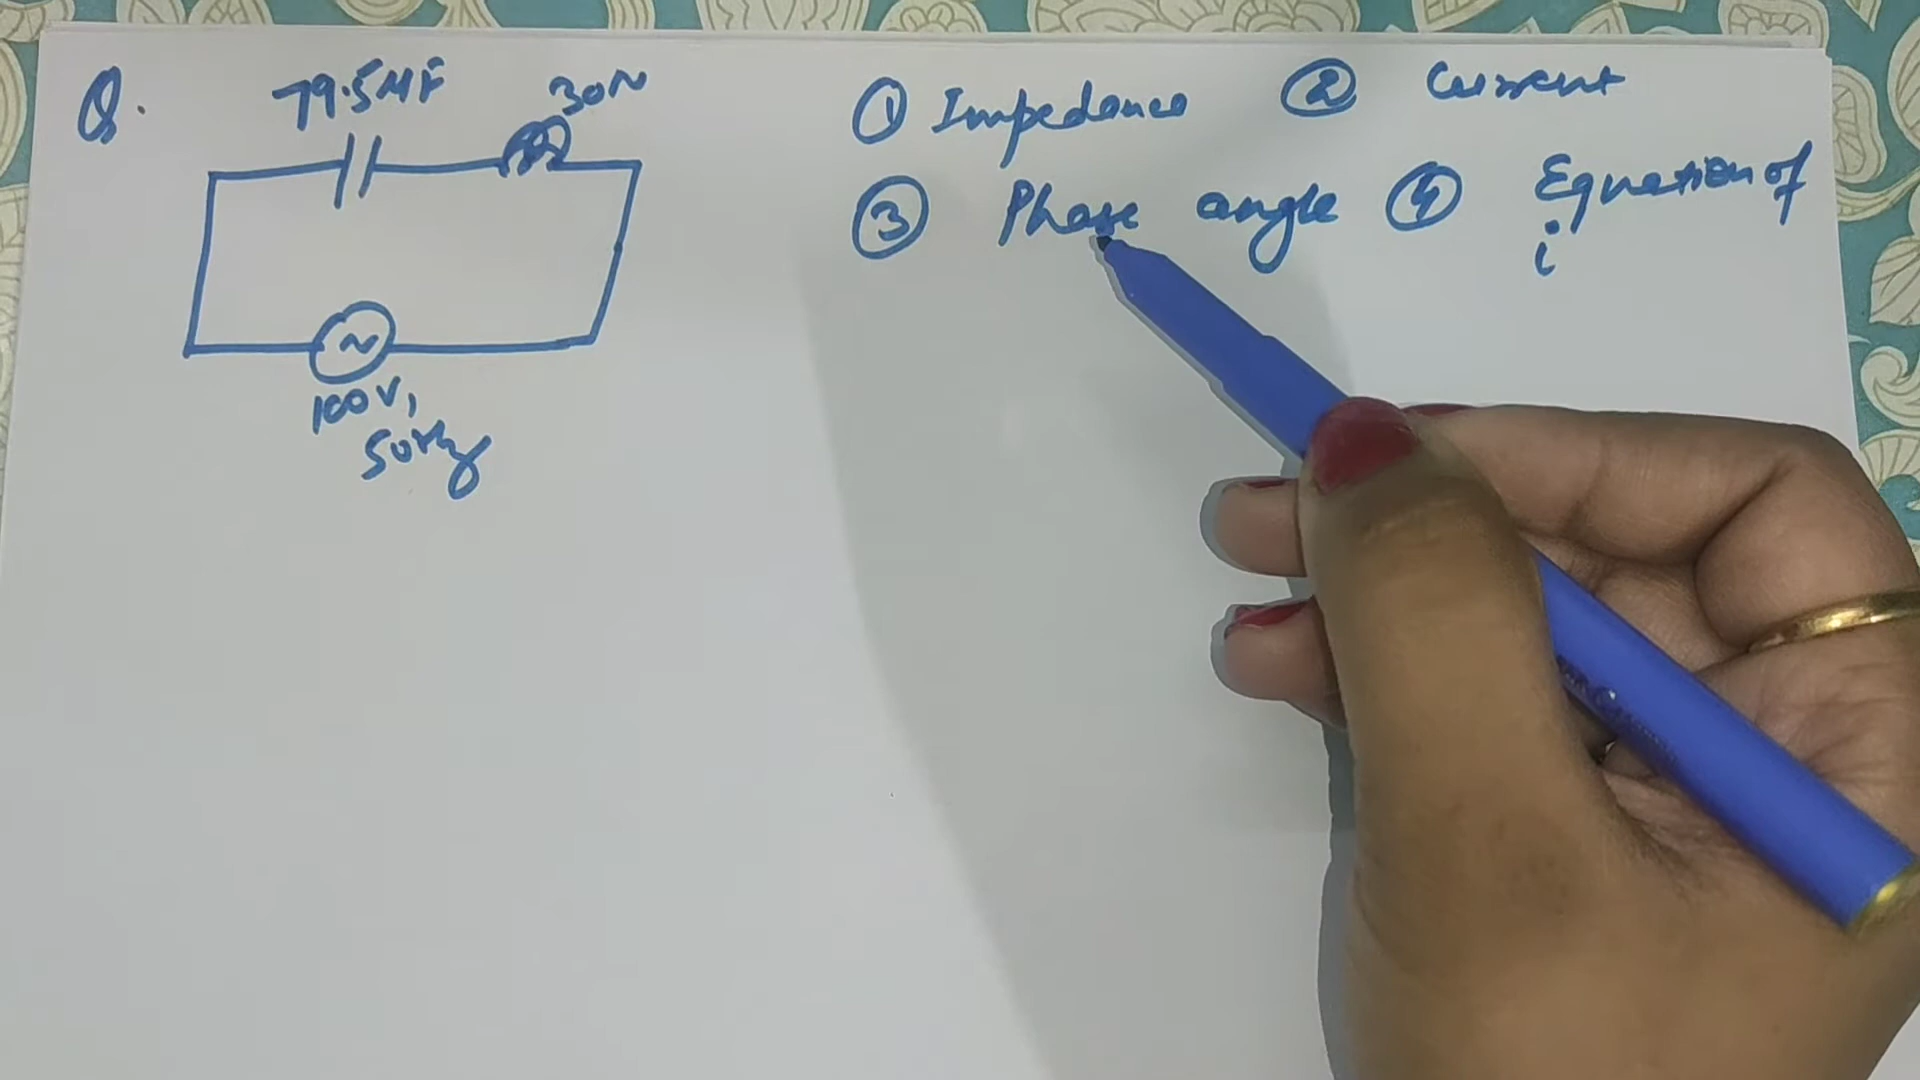 Q.
79.5µF
30Ω
~
100V,
50Hz
① Impedance ② Current
③ Phase angle ④ Equation of
i